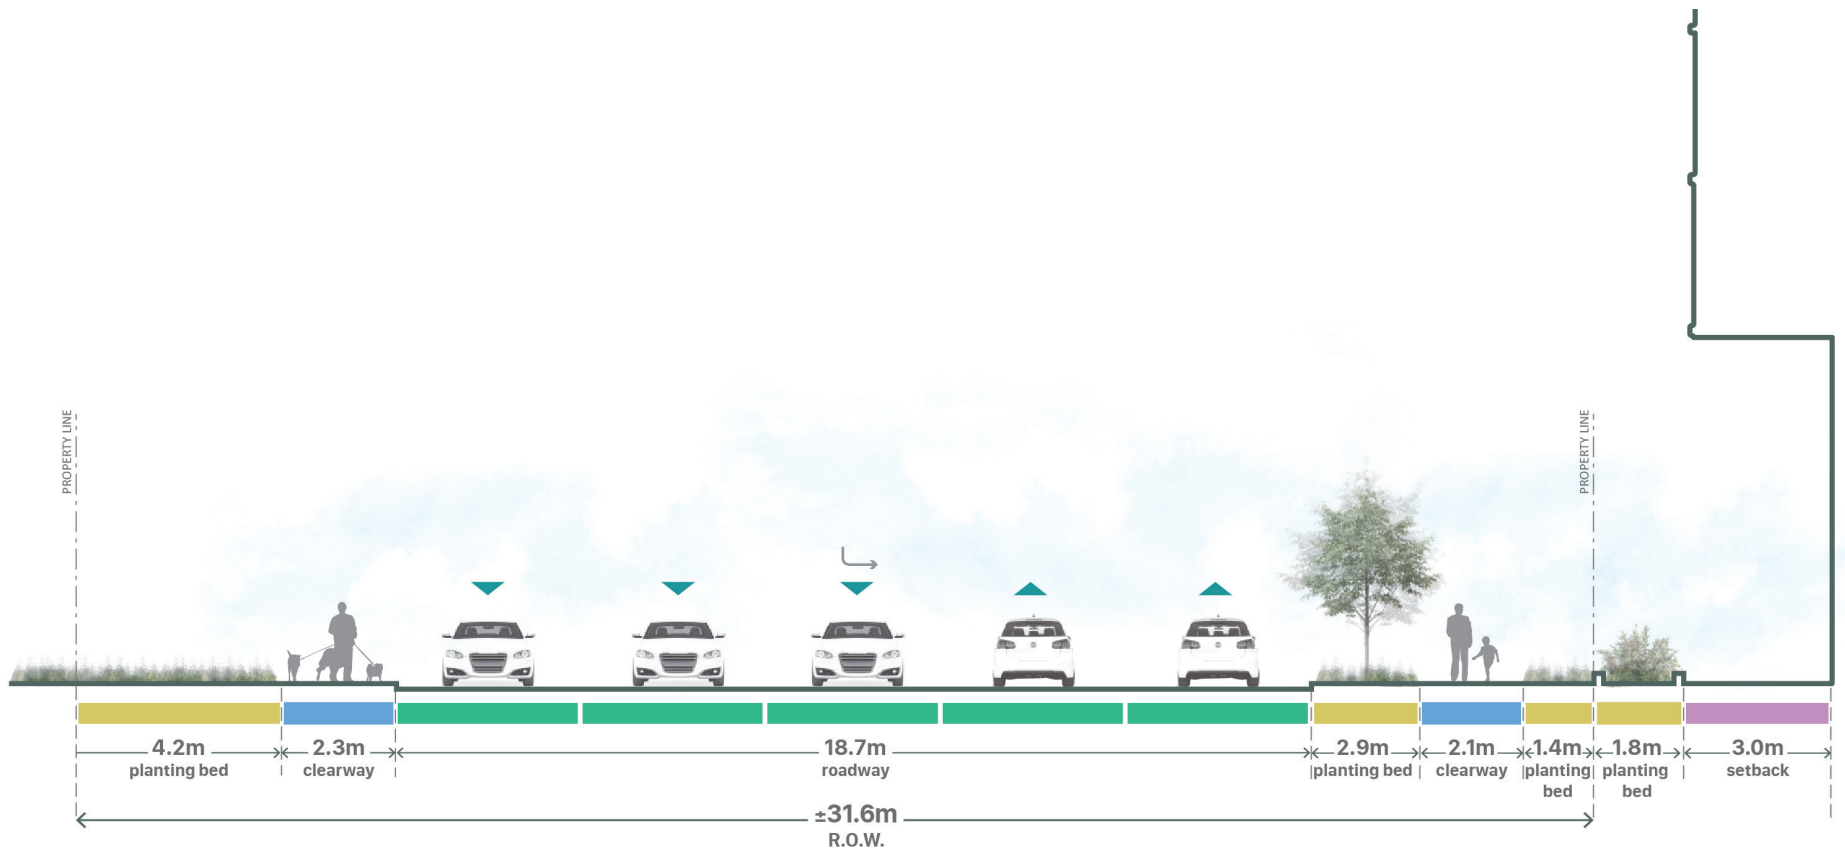 PROPERTY LINE
PROPERTY LINE
4.2m
planting bed
2.3m
clearway
18.7m
roadway
2.9m
planting bed
2.1m
clearway
1.4m
planting
bed
1.8m
planting
bed
3.0m
setback
±31.6m
R.O.W.